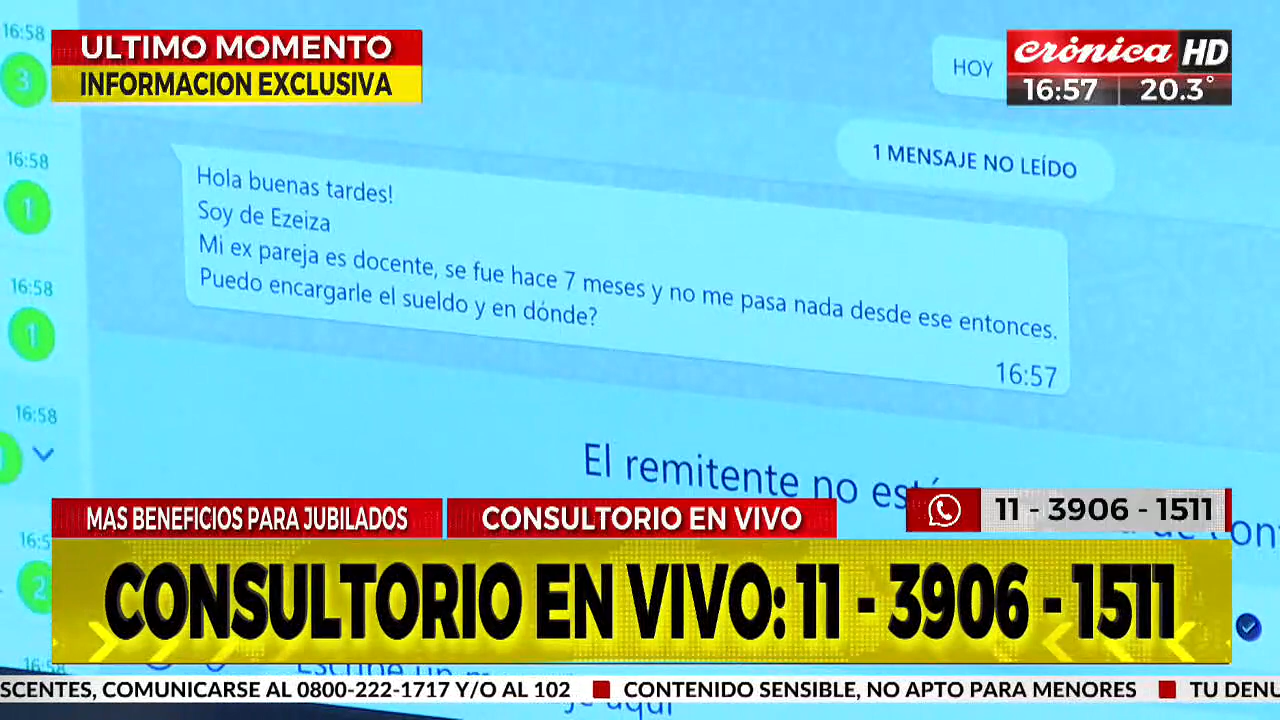 16:58
3
16:58
1
16:58
1
16:58
2
ULTIMO MOMENTO
INFORMACION EXCLUSIVA
crónica HD
16:57 20.3°
HOY
1 MENSAJE NO LEÍDO
Hola buenas tardes!
Soy de Ezeiza
Mi ex pareja es docente, se fue hace 7 meses y no me pasa nada desde ese entonces.
Puedo encargarle el sueldo y en dónde?
16:57
El remitente no
11 - 3906 - 1511
MAS BENEFICIOS PARA JUBILADOS
CONSULTORIO EN VIVO
CONSULTORIO EN VIVO: 11 - 3906 - 1511
SCENTES, COMUNICARSE AL 0800-222-1717 Y/O AL 102 CONTENIDO SENSIBLE, NO APTO PARA MENORES TU DENU